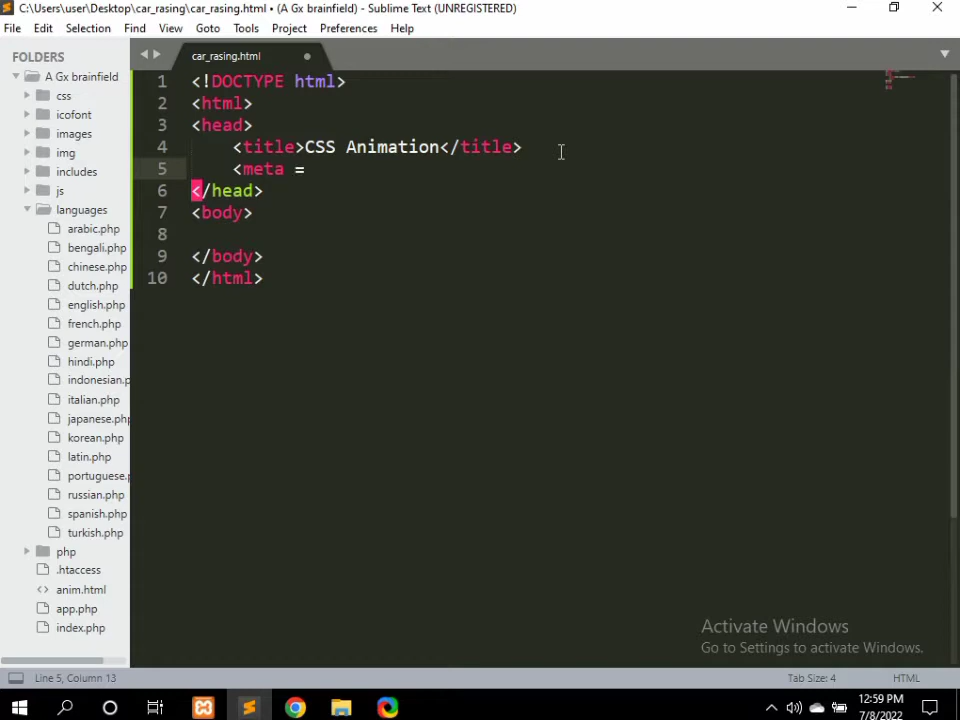 C:\Users\user\Desktop\car_rasing\car_rasing.html • (A Gx brainfield) - Sublime Text (UNREGISTERED)
File Edit Selection View Find Goto Tools Project Preferences Help
FOLDERS
A Gx brainfield
css
icofont
images
img
includes
js
languages
arabic.php
bengali.php
chinese.php
dutch.php
english.php
french.php
german.php
hindi.php
indonesian.p
italian.php
japanese.php
korean.php
latin.php
portuguese.
russian.php
spanish.php
turkish.php
php
.htaccess
anim.html
app.php
index.php
car_rasing.html
1 <!DOCTYPE html>
2 <html>
3 <head>
4 <title>CSS Animation</title>
5 <meta =
6 </head>
7 <body>
8
9 </body>
10 </html>
Activate Windows
Go to Settings to activate Windows.
Line 5, Column 13
Tab Size: 4
HTML
12:59 PM
7/8/2022